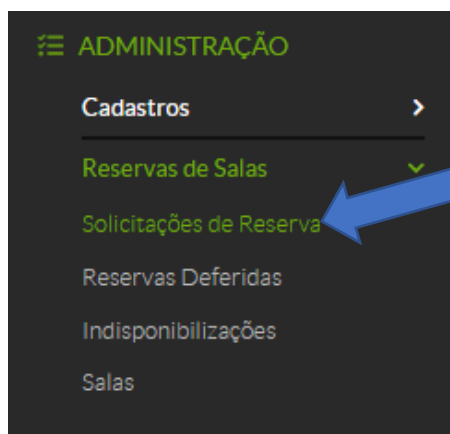 ADMINISTRAÇÃO
Cadastros
Reservas de Salas
Solicitações de Reserva
Reservas Deferidas
Indisponibilizações
Salas